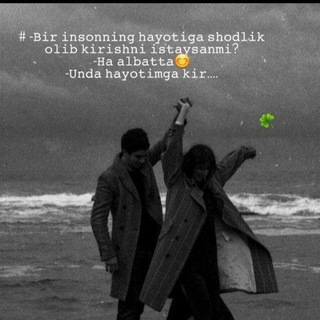 # -Bir insonning hayotiga shodlik
olib kirishni istaysanmi?
-Ha albatta😊
-Unda hayotimga kir....